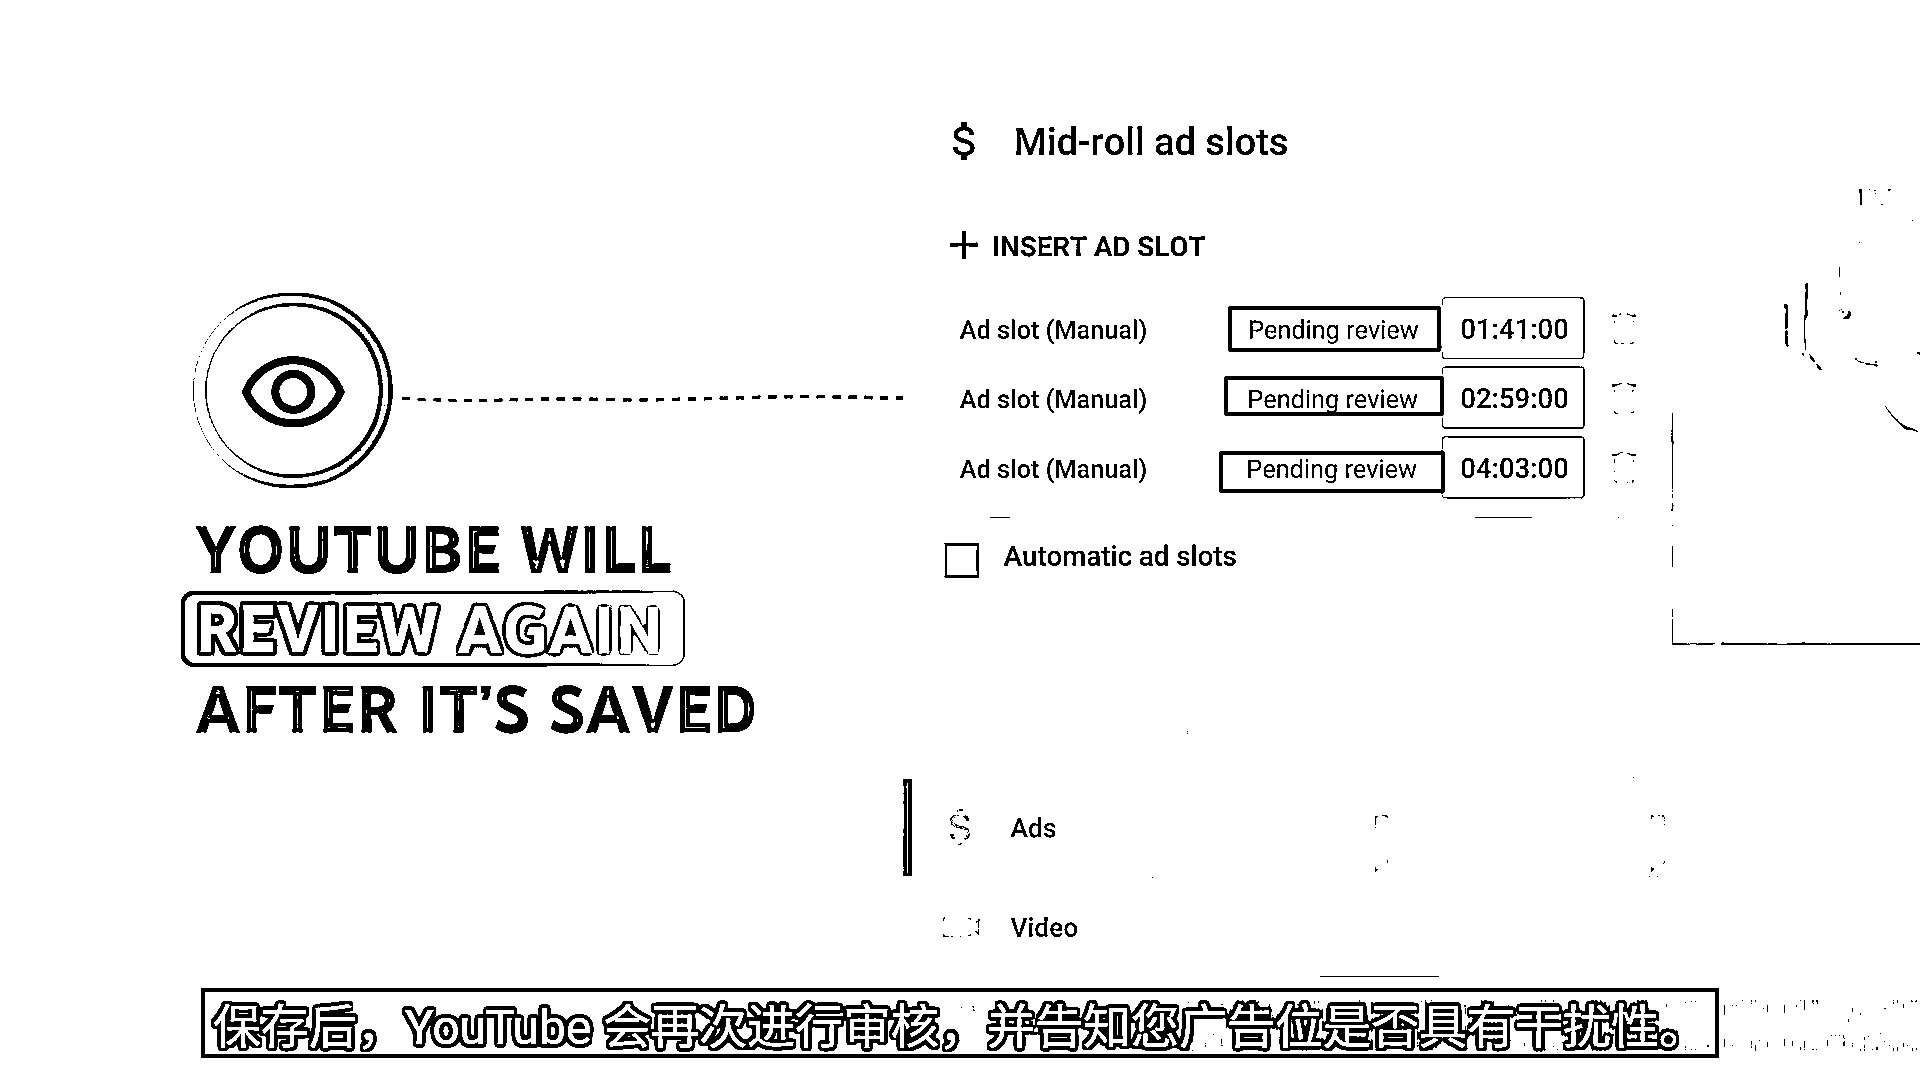 $ Mid-roll ad slots
+ INSERT AD SLOT
Ad slot (Manual) Pending review 01:41:00
Ad slot (Manual) Pending review 02:59:00
Ad slot (Manual) Pending review 04:03:00
Automatic ad slots
YOUTUBE WILL
REVIEW AGAIN
AFTER IT'S SAVED
$ Ads
Video
保存后，YouTube 会再次进行审核，并告知您广告位是否具有干扰性。